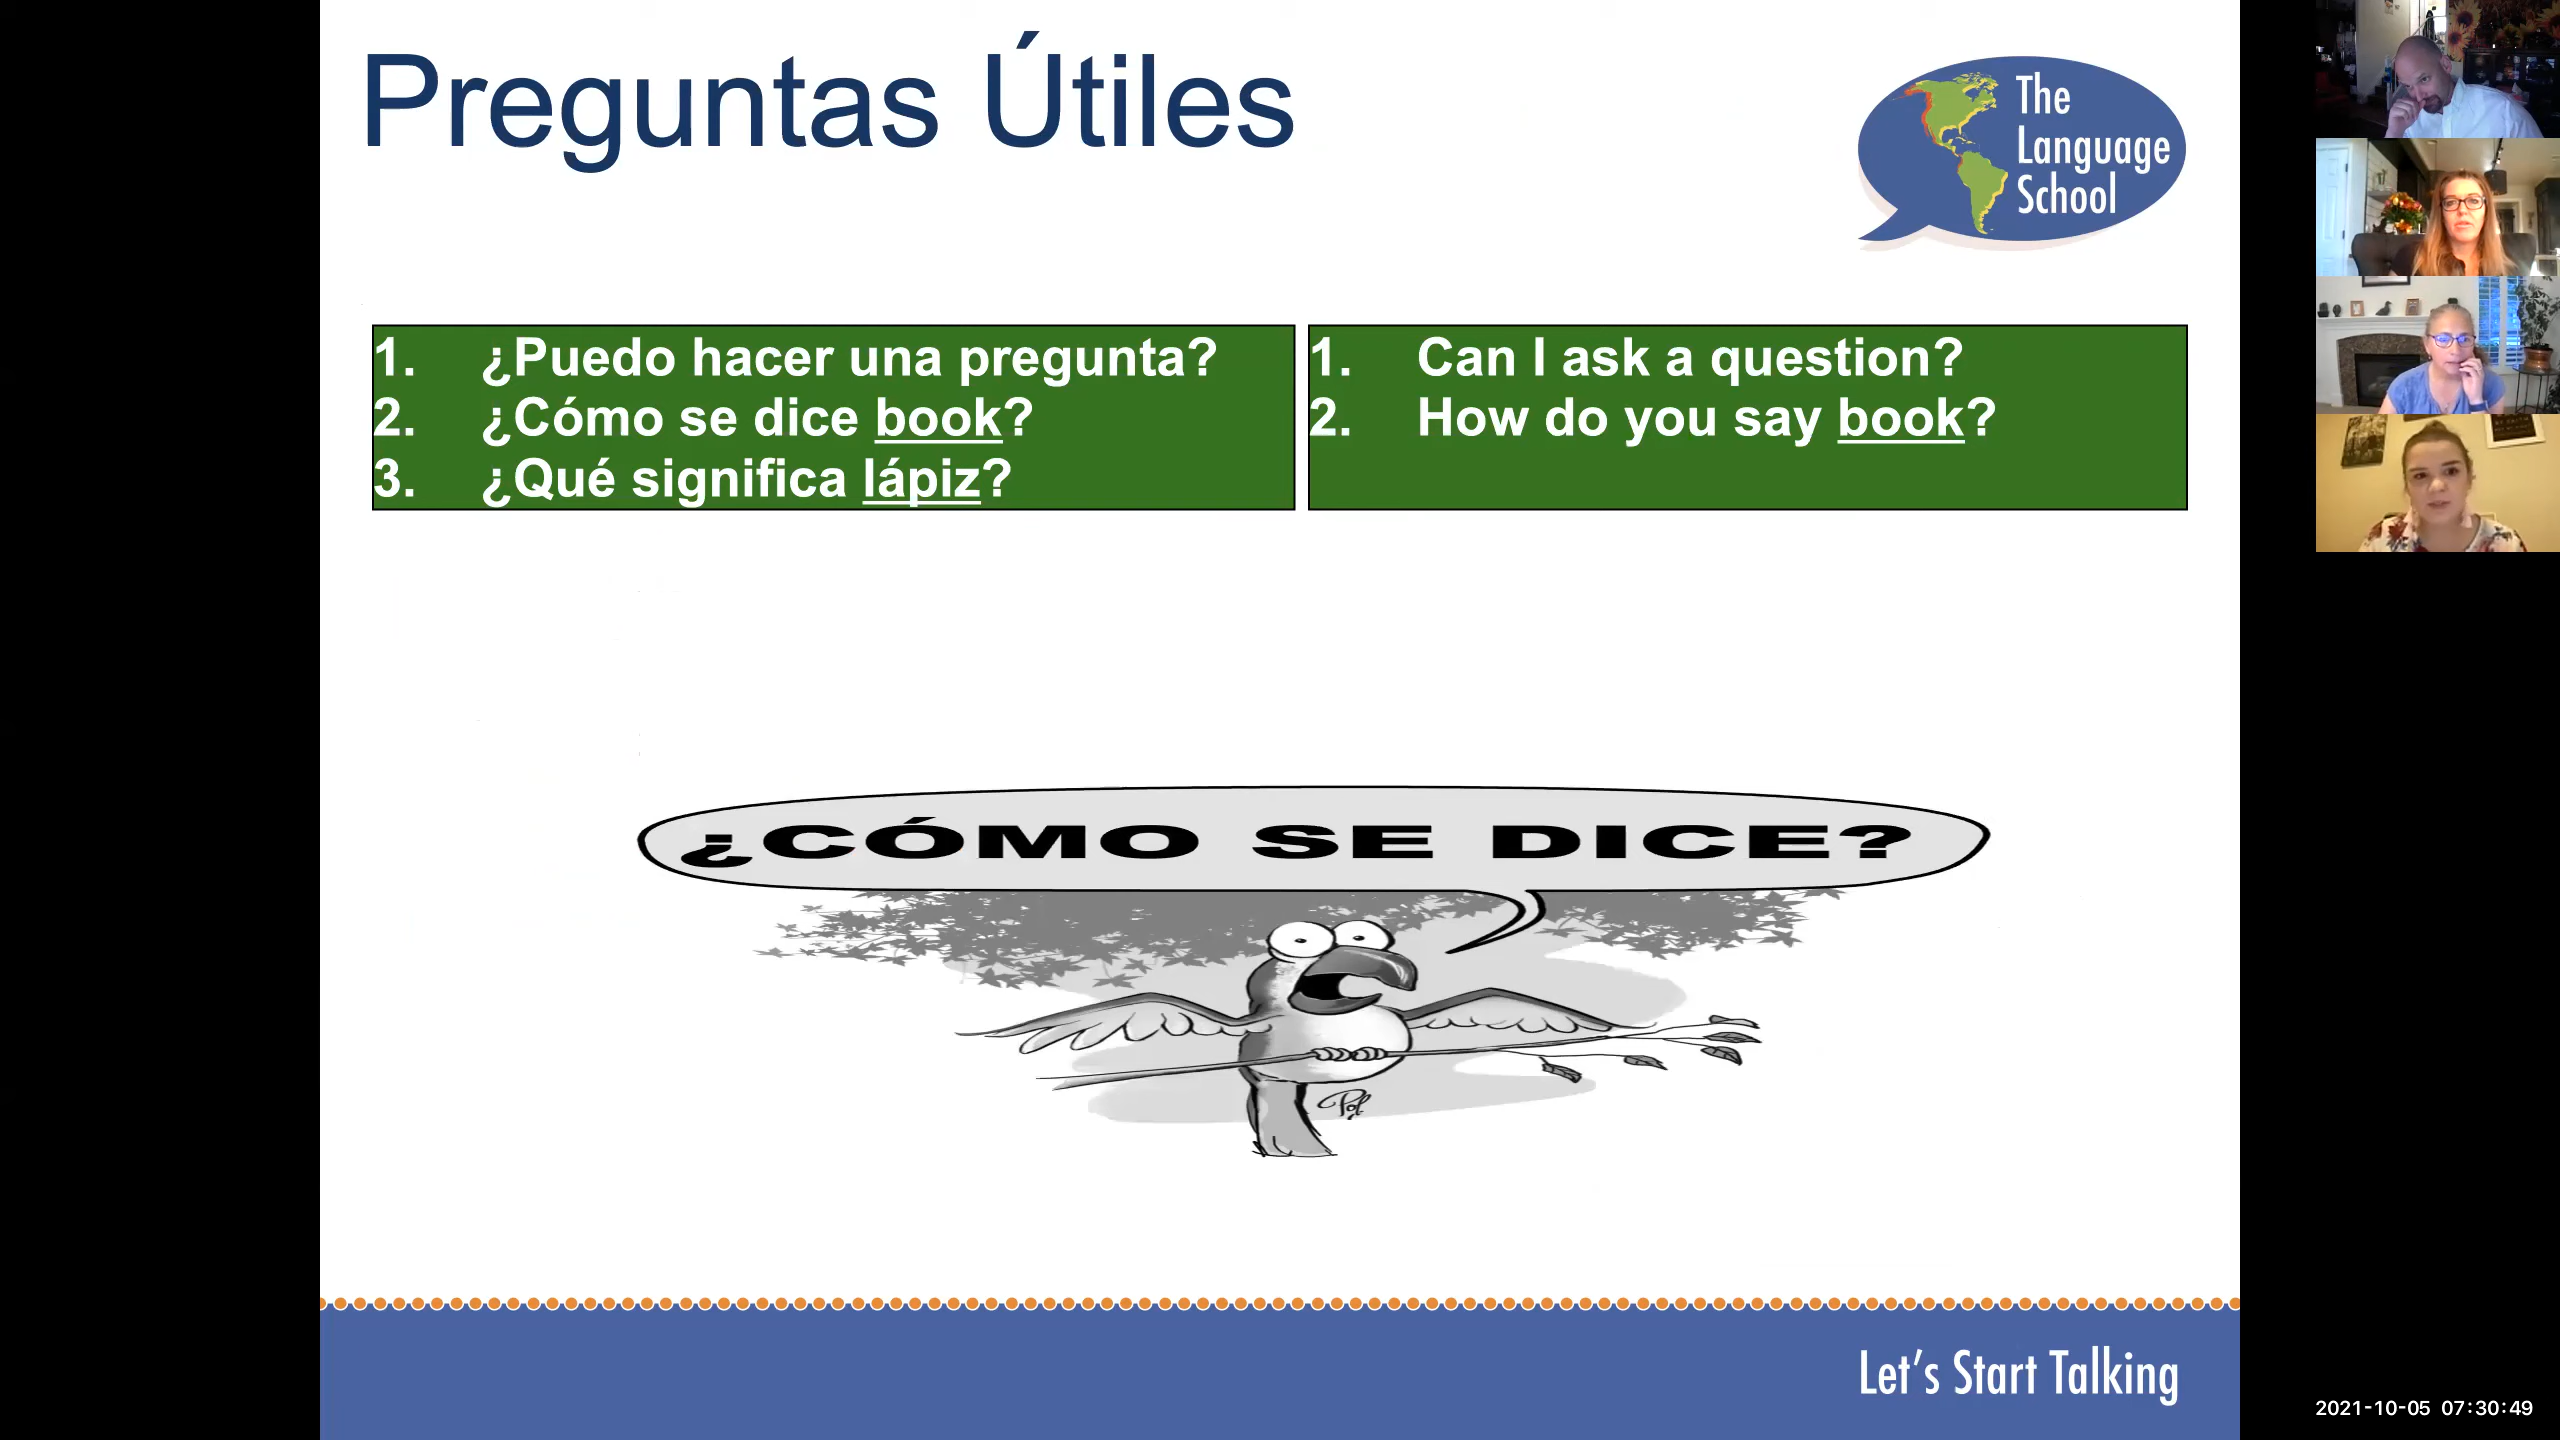 Preguntas Útiles
The
Language
School
1. ¿Puedo hacer una pregunta?
2. ¿Cómo se dice book?
3. ¿Qué significa lápiz?
1. Can I ask a question?
2. How do you say book?
¿CÓMO SE DICE?
Pol
Let's Start Talking
2021-10-05 07:30:49